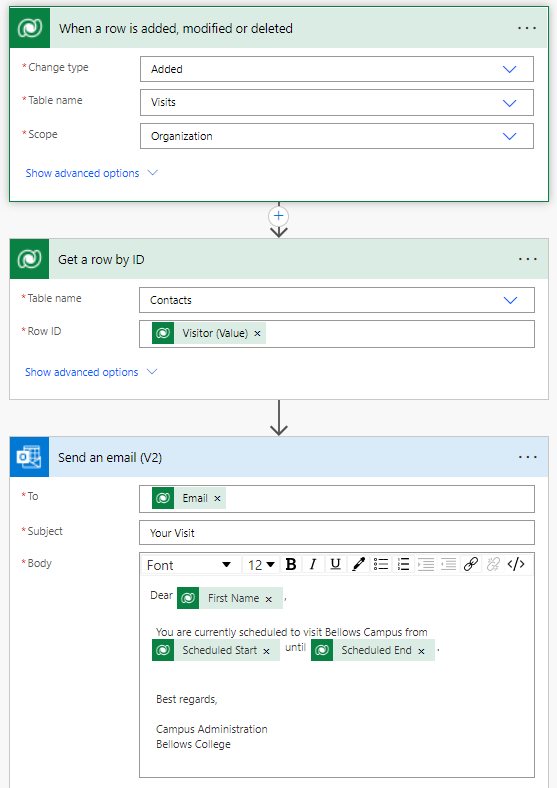 When a row is added, modified or deleted ...
* Change type Added
* Table name Visits
* Scope Organization
Show advanced options
Get a row by ID ...
* Table name Contacts
* Row ID Visitor (Value) ×
Show advanced options
Send an email (V2) ...
* To Email ×
* Subject Your Visit
* Body
Font 12 B I U </>
Dear First Name × ,
You are currently scheduled to visit Bellows Campus from
Scheduled Start × until Scheduled End × .
Best regards,
Campus Administration
Bellows College